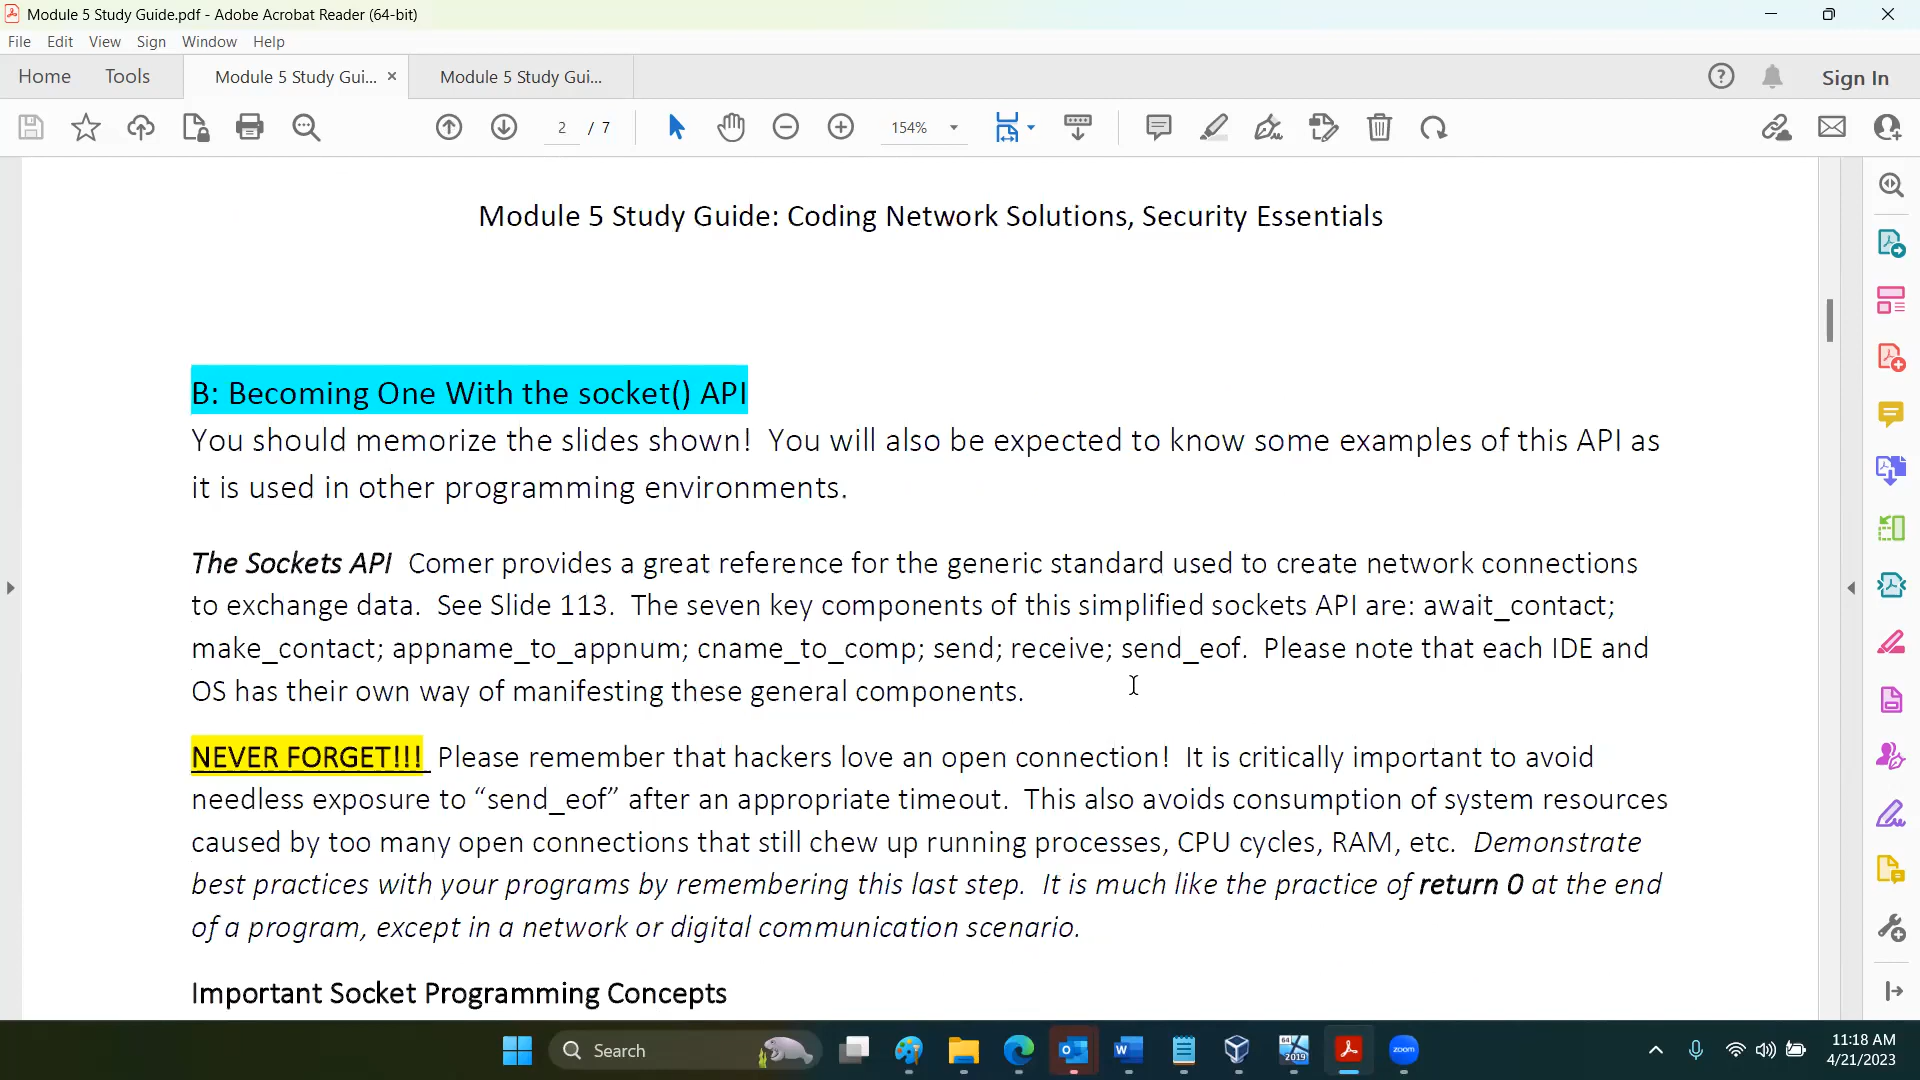 Module 5 Study Guide.pdf - Adobe Acrobat Reader (64-bit)
File Edit View Sign Window Help
Home Tools Module 5 Study Gui... × Module 5 Study Gui... Sign In
2 / 7 154%
Module 5 Study Guide: Coding Network Solutions, Security Essentials
B: Becoming One With the socket() API
You should memorize the slides shown! You will also be expected to know some examples of this API as
it is used in other programming environments.
The Sockets API Comer provides a great reference for the generic standard used to create network connections
to exchange data. See Slide 113. The seven key components of this simplified sockets API are: await_contact;
make_contact; appname_to_appnum; cname_to_comp; send; receive; send_eof. Please note that each IDE and
OS has their own way of manifesting these general components.
NEVER FORGET!!! Please remember that hackers love an open connection! It is critically important to avoid
needless exposure to “send_eof” after an appropriate timeout. This also avoids consumption of system resources
caused by too many open connections that still chew up running processes, CPU cycles, RAM, etc. Demonstrate
best practices with your programs by remembering this last step. It is much like the practice of return 0 at the end
of a program, except in a network or digital communication scenario.
Important Socket Programming Concepts
Search
64
2019
zoom
11:18 AM
4/21/2023